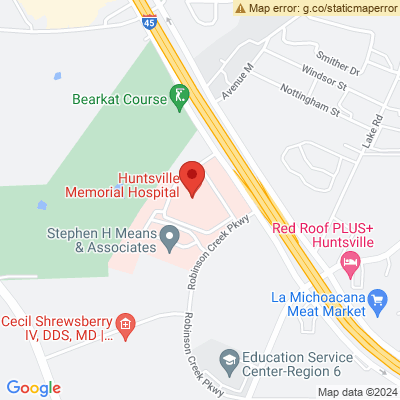 Map error: g.co/staticmaperror
45
Smither Dr
Windsor St
Nottingham St
Avenue M
Lake Rd
Bearkat Course
Huntsville
Memorial Hospital
Stephen H Means
& Associates
Robinson Creek Pkwy
Red Roof PLUS+
Huntsville
La Michoacana
Meat Market
Cecil Shrewsberry
IV, DDS, MD |...
Robinson Creek Pkwy
Education Service
Center-Region 6
Google
Map data ©2024